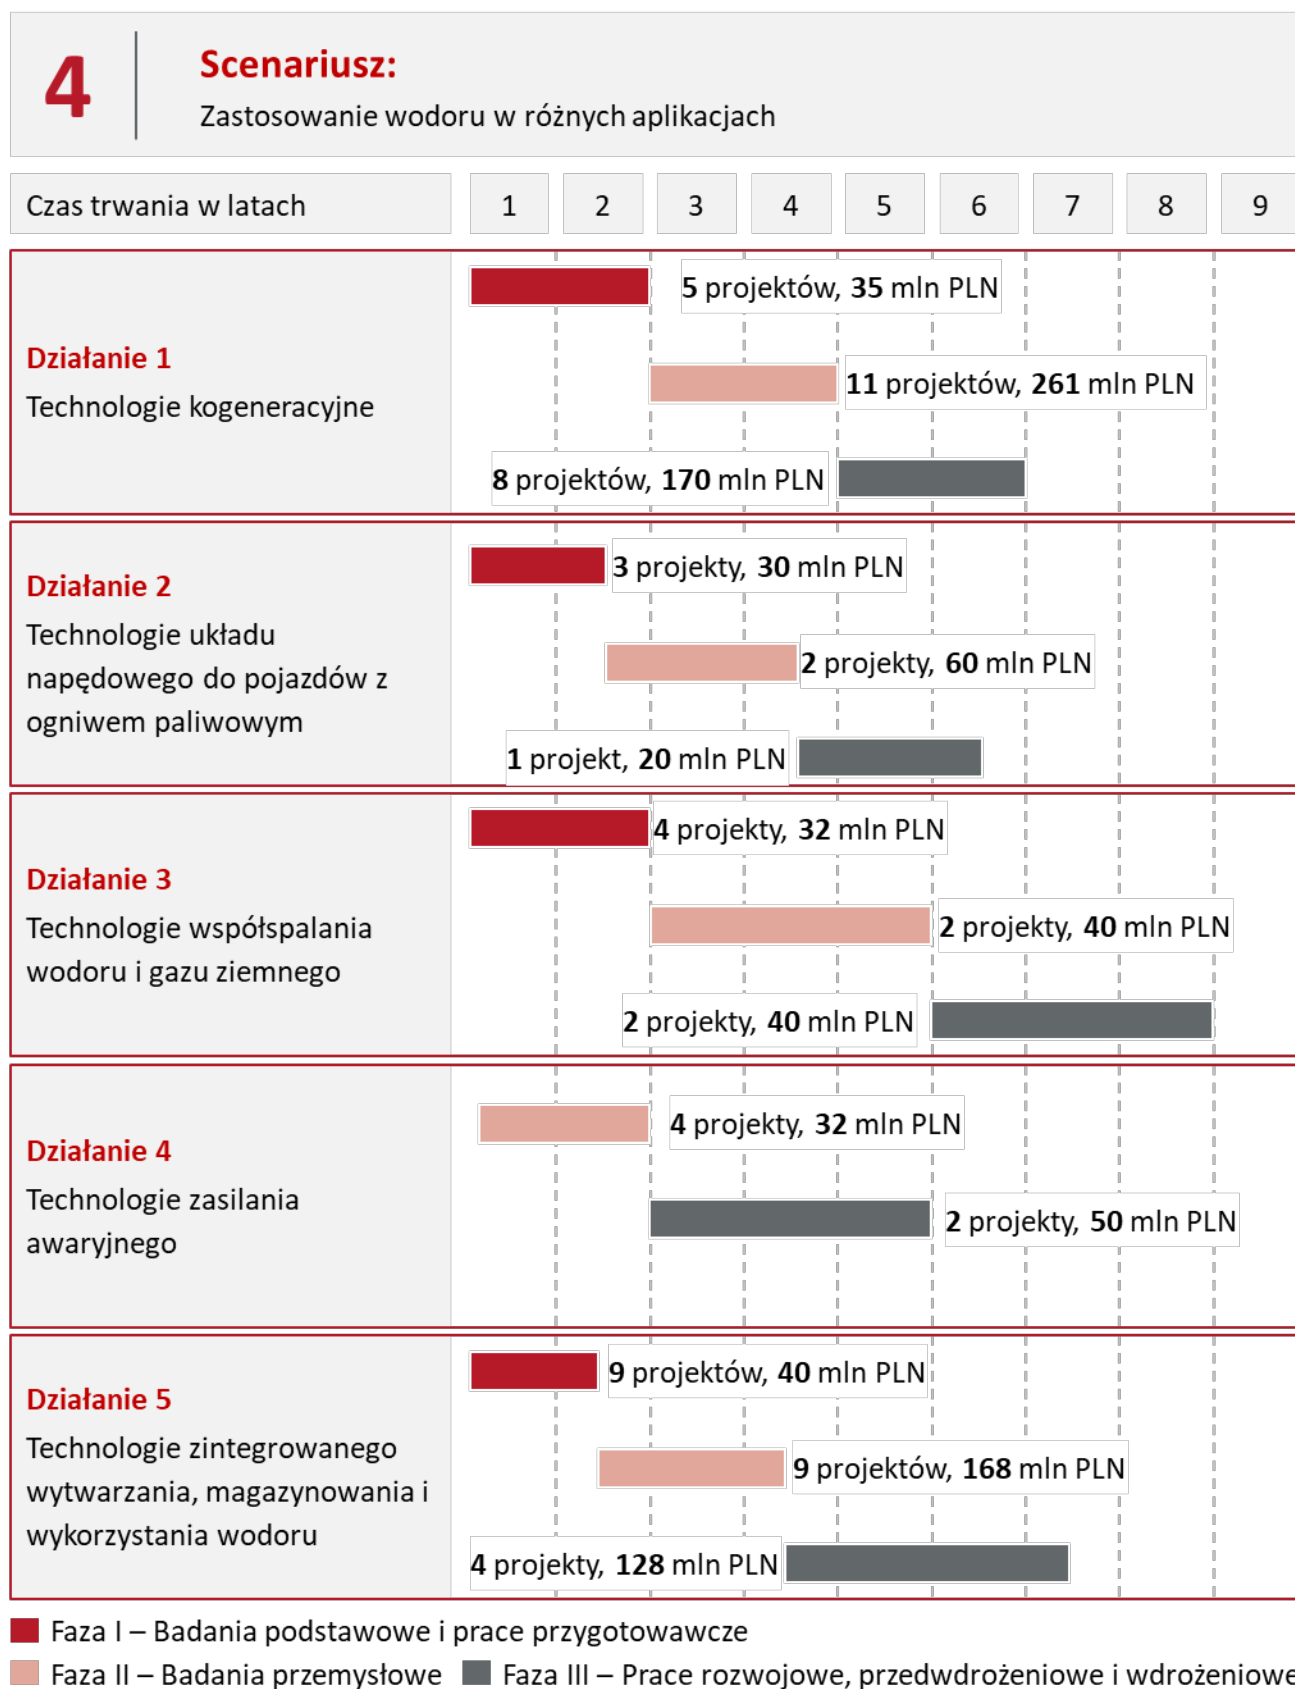 4
Scenariusz:
Zastosowanie wodoru w różnych aplikacjach
Czas trwania w latach 1 2 3 4 5 6 7 8 9
Działanie 1
Technologie kogeneracyjne
5 projektów, 35 mln PLN
11 projektów, 261 mln PLN
8 projektów, 170 mln PLN
Działanie 2
Technologie układu
napędowego do pojazdów z
ogniwem paliwowym
3 projekty, 30 mln PLN
2 projekty, 60 mln PLN
1 projekt, 20 mln PLN
Działanie 3
Technologie współspalania
wodoru i gazu ziemnego
4 projekty, 32 mln PLN
2 projekty, 40 mln PLN
2 projekty, 40 mln PLN
Działanie 4
Technologie zasilania
awaryjnego
4 projekty, 32 mln PLN
2 projekty, 50 mln PLN
Działanie 5
Technologie zintegrowanego
wytwarzania, magazynowania i
wykorzystania wodoru
9 projektów, 40 mln PLN
9 projektów, 168 mln PLN
4 projekty, 128 mln PLN
Faza I – Badania podstawowe i prace przygotowawcze
Faza II – Badania przemysłowe Faza III – Prace rozwojowe, przedwdrożeniowe i wdrożeniowe